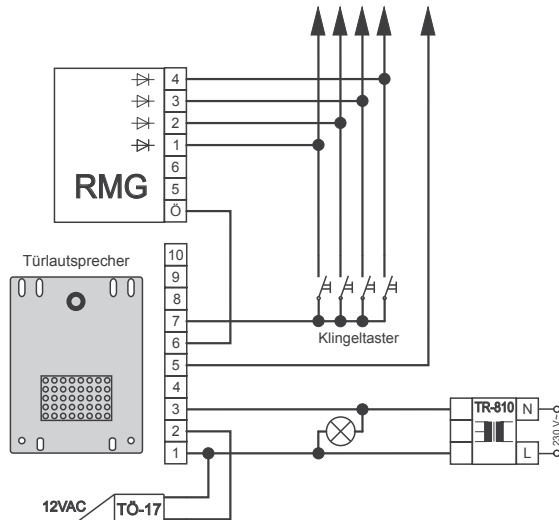 4
3
2
1
6
5
Ö
RMG
Türlautsprecher
10
9
8
7
6
5
4
3
2
1
Klingeltaster
TR-810
N
L
230 V~
12VAC
TÖ-17